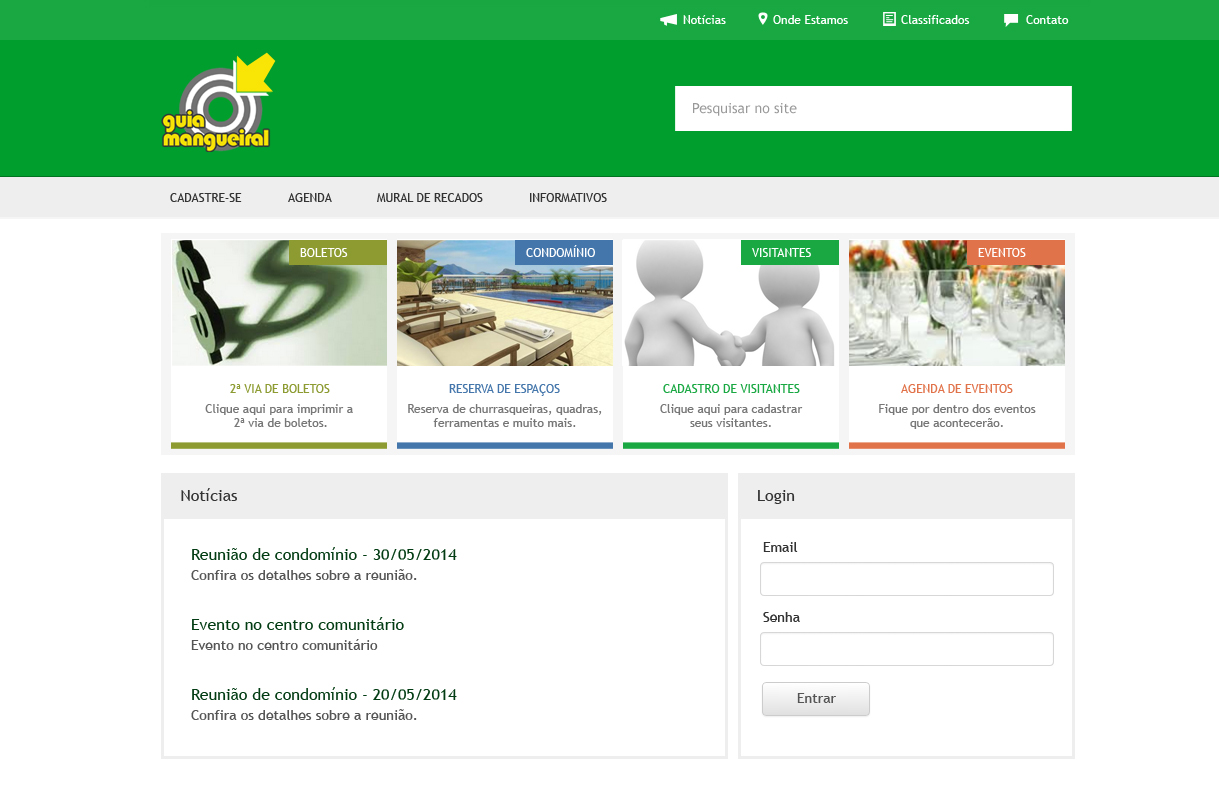 Notícias
Onde Estamos
Classificados
Contato
guia
mangueiral
Pesquisar no site
CADASTRE-SE
AGENDA
MURAL DE RECADOS
INFORMATIVOS
BOLETOS
2ª VIA DE BOLETOS
Clique aqui para imprimir a
2ª via de boletos.
CONDOMÍNIO
RESERVA DE ESPAÇOS
Reserva de churrasqueiras, quadras,
ferramentas e muito mais.
VISITANTES
CADASTRO DE VISITANTES
Clique aqui para cadastrar
seus visitantes.
EVENTOS
AGENDA DE EVENTOS
Fique por dentro dos eventos
que acontecerão.
Notícias
Reunião de condomínio - 30/05/2014
Confira os detalhes sobre a reunião.
Evento no centro comunitário
Evento no centro comunitário
Reunião de condomínio - 20/05/2014
Confira os detalhes sobre a reunião.
Login
Email
Senha
Entrar